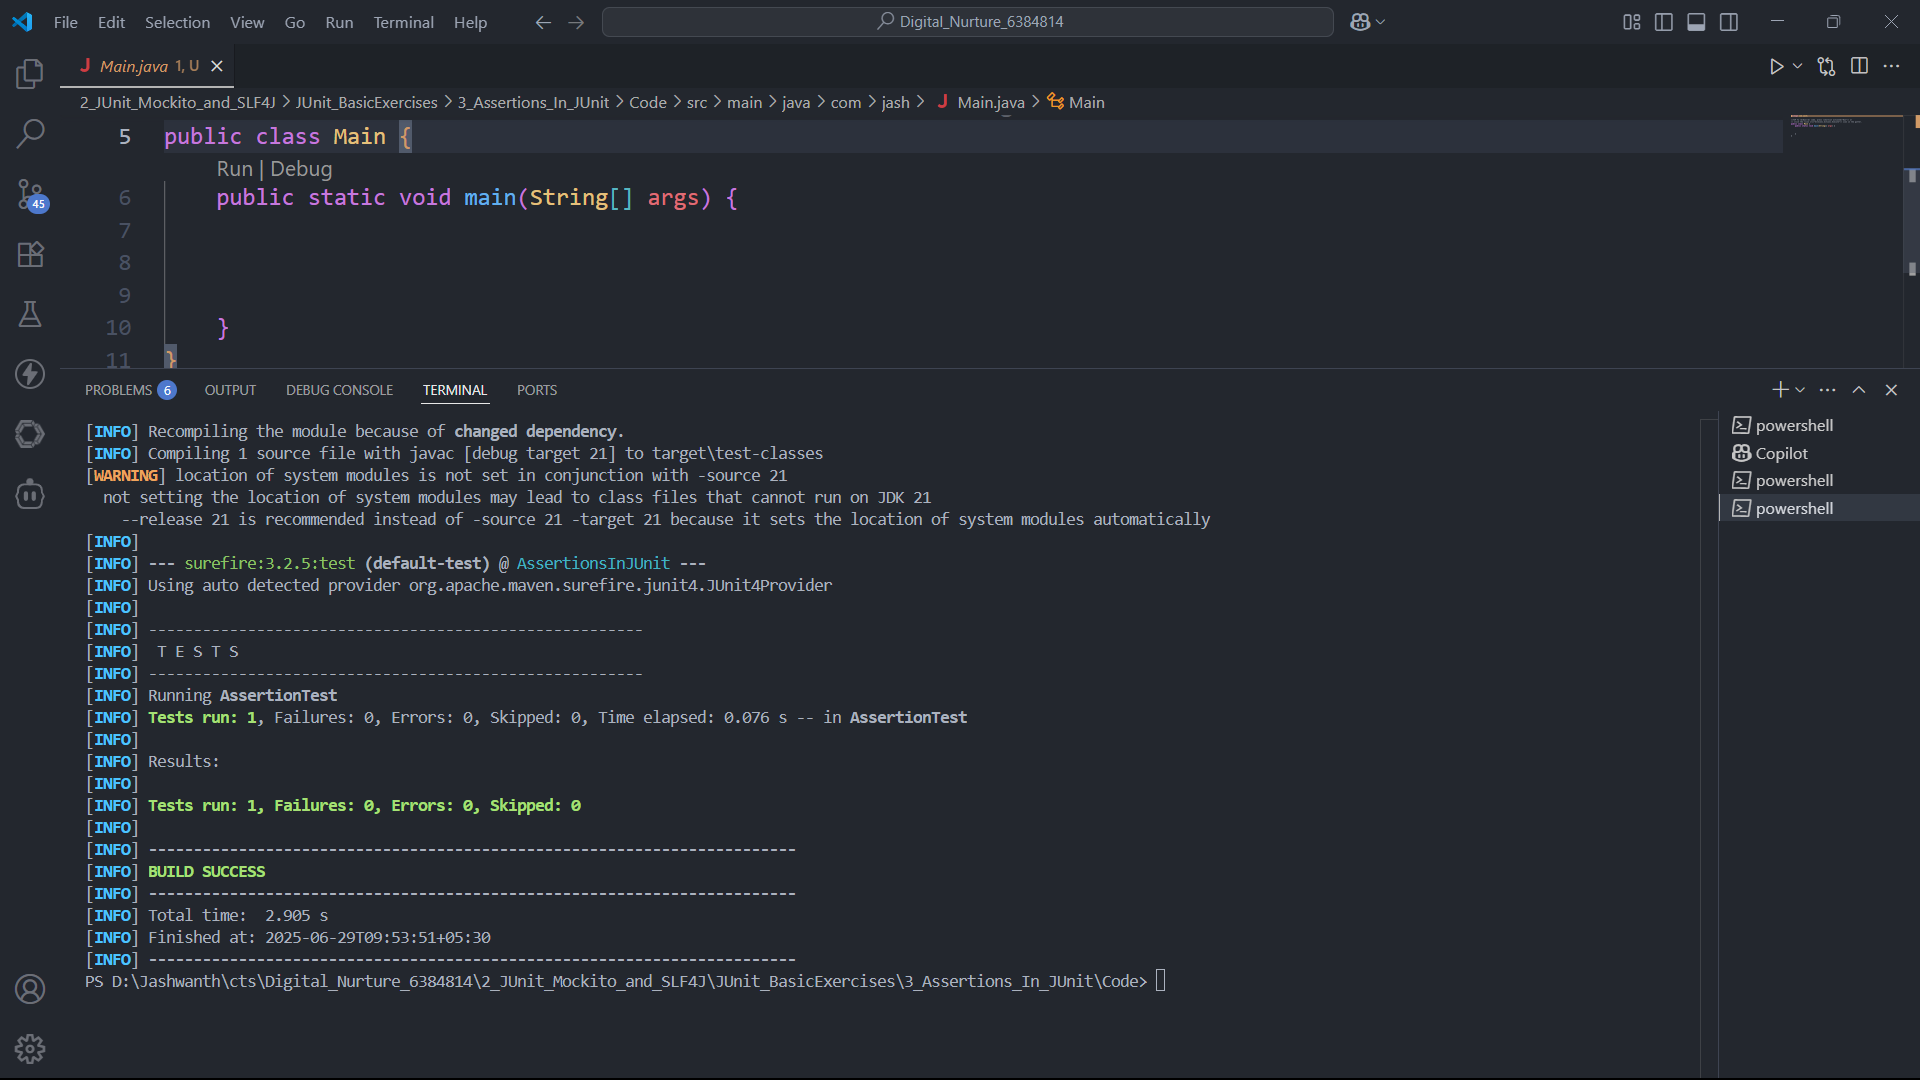 File Edit Selection View Go Run Terminal Help Digital_Nurture_6384814
J Main.java 1, U
2_JUnit_Mockito_and_SLF4J > JUnit_BasicExercises > 3_Assertions_In_JUnit > Code > src > main > java > com > jash > J Main.java > Main
5 public class Main {
Run | Debug
6 public static void main(String[] args) {
7
8
9
10 }
11 }
45
PROBLEMS 6 OUTPUT DEBUG CONSOLE TERMINAL PORTS
[INFO] Recompiling the module because of changed dependency.
[INFO] Compiling 1 source file with javac [debug target 21] to target\test-classes
[WARNING] location of system modules is not set in conjunction with -source 21
not setting the location of system modules may lead to class files that cannot run on JDK 21
--release 21 is recommended instead of -source 21 -target 21 because it sets the location of system modules automatically
[INFO]
[INFO] --- surefire:3.2.5:test (default-test) @ AssertionsInJUnit ---
[INFO] Using auto detected provider org.apache.maven.surefire.junit4.JUnit4Provider
[INFO]
[INFO] -------------------------------------------------------
[INFO]  T E S T S
[INFO] -------------------------------------------------------
[INFO] Running AssertionTest
[INFO] Tests run: 1, Failures: 0, Errors: 0, Skipped: 0, Time elapsed: 0.076 s -- in AssertionTest
[INFO]
[INFO] Results:
[INFO]
[INFO] Tests run: 1, Failures: 0, Errors: 0, Skipped: 0
[INFO]
[INFO] ------------------------------------------------------------------------
[INFO] BUILD SUCCESS
[INFO] ------------------------------------------------------------------------
[INFO] Total time:  2.905 s
[INFO] Finished at: 2025-06-29T09:53:51+05:30
[INFO] ------------------------------------------------------------------------
PS D:\Jashwanth\cts\Digital_Nurture_6384814\2_JUnit_Mockito_and_SLF4J\JUnit_BasicExercises\3_Assertions_In_JUnit\Code>
powershell
Copilot
powershell
powershell